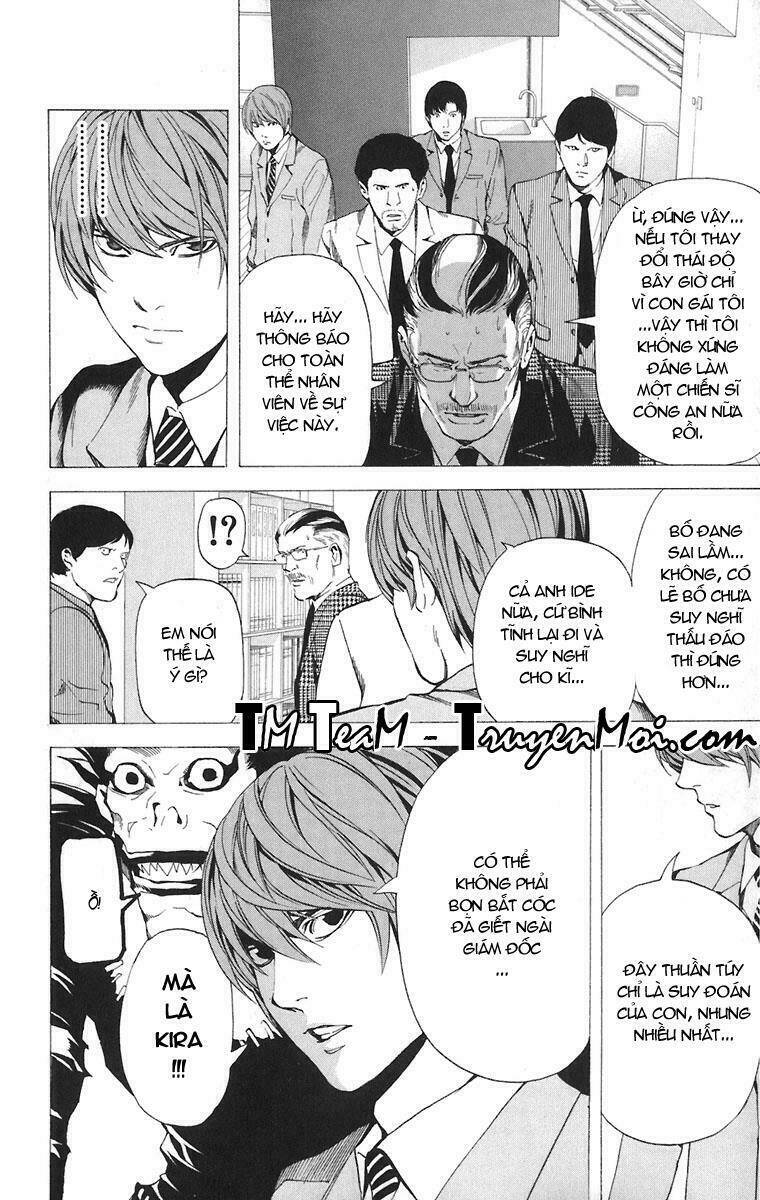 Ừ, ĐÚNG VẬY...
NẾU TÔI THAY
ĐỔI THÁI ĐỘ
BÂY GIỜ CHỈ
VÌ CON GÁI TÔI
...VẬY THÌ TÔI
KHÔNG XỨNG
ĐÁNG LÀM
MỘT CHIẾN SĨ
CÔNG AN NỮA
RỒI.
HÃY... HÃY
THÔNG BÁO
CHO TOÀN
THỂ NHÂN
VIÊN VỀ SỰ
VIỆC NÀY.
BỐ ĐANG
SAI LẦM...
KHÔNG, CÓ
LẼ BỐ CHƯA
SUY NGHĨ
THẤU ĐÁO
THÌ ĐÚNG
HƠN...
CẢ ANH IDE
NỮA, CỨ BÌNH
TĨNH LẠI ĐI VÀ
SUY NGHĨ
CHO KĨ...
!?
EM NÓI
THẾ LÀ
Ý GÌ?
TM TEAM - TRUYENMOI.COM
ĐÂY THUẦN TÚY
CHỈ LÀ SUY ĐOÁN
CỦA CON, NHƯNG
NHIỀU NHẤT...
CÓ THỂ
KHÔNG PHẢI
BỌN BẮT CÓC
ĐÃ GIẾT NGÀI
GIÁM ĐỐC
...
Ồ!
MÀ
LÀ
KIRA
!!!